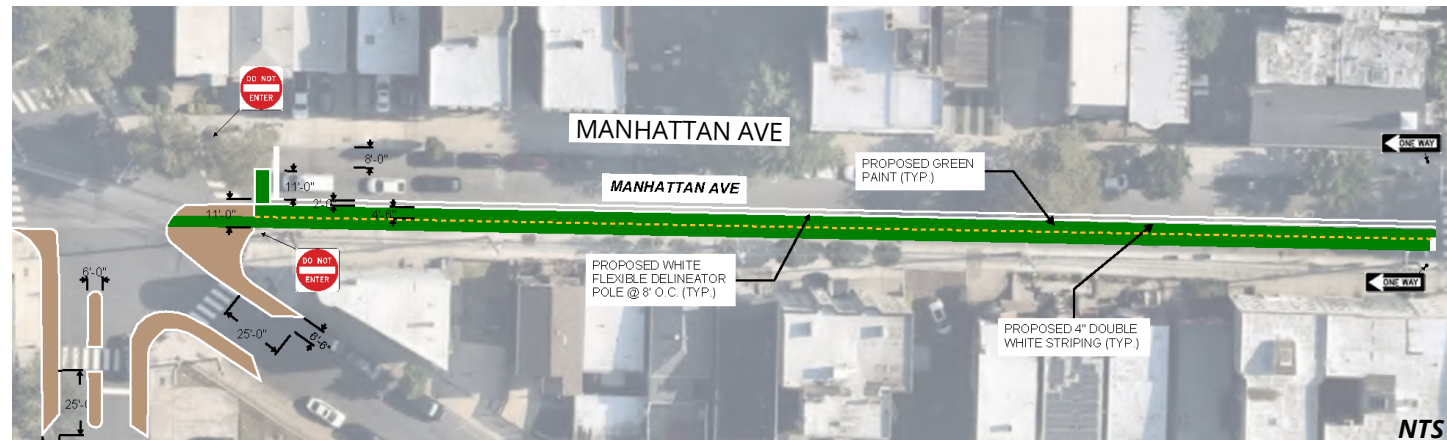 DO NOT
ENTER
MANHATTAN AVE
ONE WAY
8'-0"
PROPOSED GREEN
PAINT (TYP.)
11'-0"
MANHATTAN AVE
2'-0"
11'-0"
4'-6"
DO NOT
ENTER
PROPOSED WHITE
FLEXIBLE DELINEATOR
POLE @ 8' O.C. (TYP.)
6'-0"
ONE WAY
PROPOSED 4" DOUBLE
WHITE STRIPING (TYP.)
25'-0"
6'-6"
25'-0
NTS